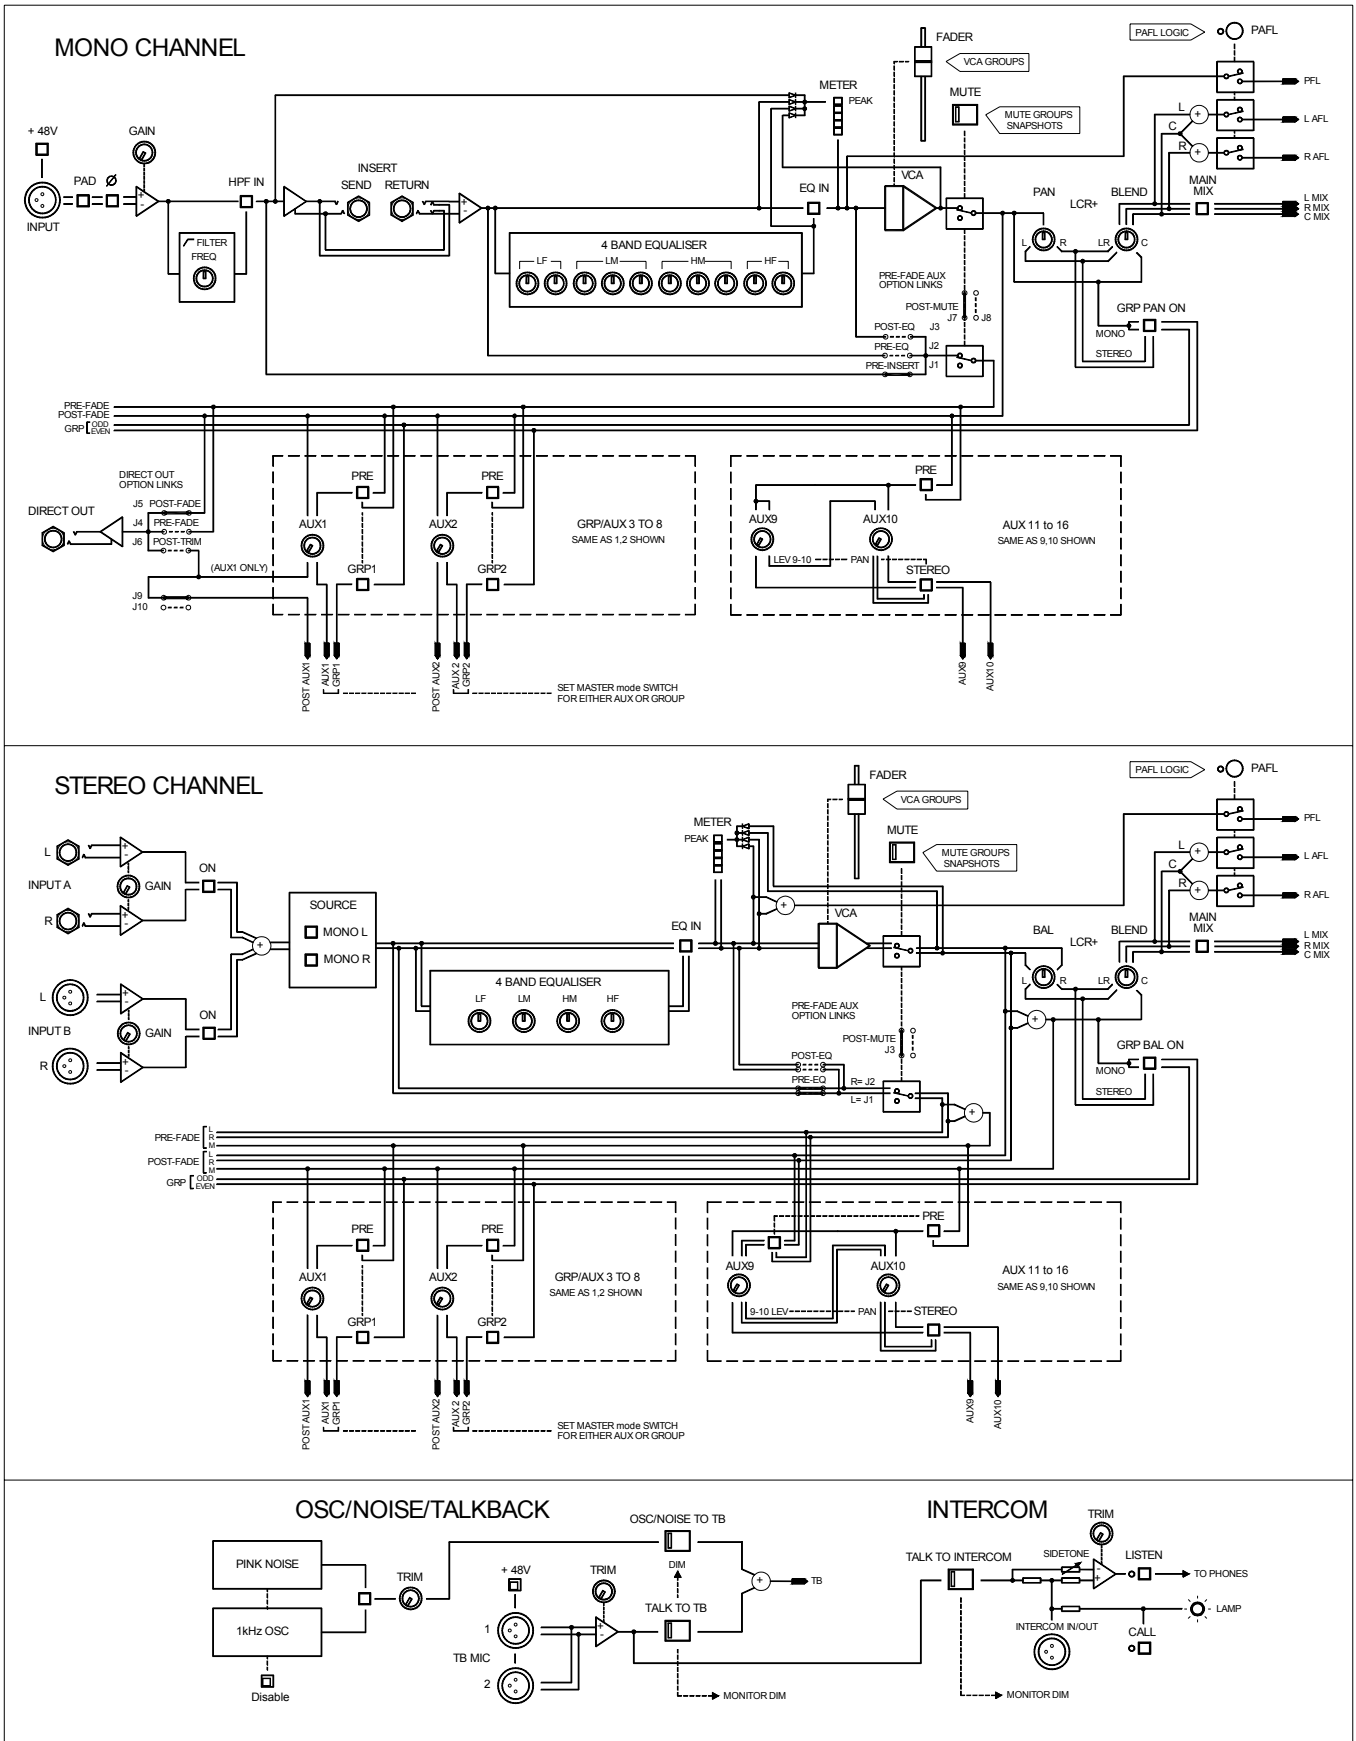 MONO CHANNEL
FADER
VCA GROUPS
PAFL LOGIC
PAFL
PFL
METER
PEAK
MUTE
MUTE GROUPS
SNAPSHOTS
L
C
R
L AFL
R AFL
+ 48V
GAIN
PAD
Ø
HPF IN
INSERT
SEND
RETURN
INPUT
+
-
+
-
EQ IN
VCA
PAN
LCR+
BLEND
MAIN
MIX
L MIX
R MIX
C MIX
L
R
LR
C
FILTER
FREQ
4 BAND EQUALISER
LF
LM
HM
HF
PRE-FADE AUX
OPTION LINKS
POST-MUTE
J7
J8
GRP PAN ON
MONO
STEREO
POST-EQ
J3
PRE-EQ
J2
PRE-INSERT
J1
PRE-FADE
POST-FADE
GRP
ODD
EVEN
DIRECT OUT
OPTION LINKS
DIRECT OUT
J5 POST-FADE
J4 PRE-FADE
J6 POST-TRIM
(AUX1 ONLY)
J9
J10
PRE
AUX1
GRP1
PRE
AUX2
GRP2
GRP/AUX 3 TO 8
SAME AS 1,2 SHOWN
PRE
AUX9
AUX10
LEV 9-10
PAN
STEREO
AUX 11 to 16
SAME AS 9,10 SHOWN
POST AUX1
AUX1
GRP1
POST AUX2
AUX 2
GRP2
SET MASTER mode SWITCH
FOR EITHER AUX OR GROUP
AUX9
AUX10
STEREO CHANNEL
FADER
VCA GROUPS
PAFL LOGIC
PAFL
PFL
METER
PEAK
MUTE
MUTE GROUPS
SNAPSHOTS
L
C
R
L AFL
R AFL
L
INPUT A
R
GAIN
ON
L
INPUT B
R
GAIN
ON
SOURCE
MONO L
MONO R
EQ IN
VCA
BAL
LCR+
BLEND
MAIN
MIX
L MIX
R MIX
C MIX
L
R
LR
C
4 BAND EQUALISER
LF
LM
HM
HF
PRE-FADE AUX
OPTION LINKS
POST-MUTE
J3
GRP BAL ON
MONO
STEREO
POST-EQ
PRE-EQ
R= J2
L= J1
PRE-FADE
L
R
M
POST-FADE
L
R
M
GRP
ODD
EVEN
PRE
AUX1
GRP1
PRE
AUX2
GRP2
GRP/AUX 3 TO 8
SAME AS 1,2 SHOWN
PRE
AUX9
AUX10
9-10 LEV
PAN
STEREO
AUX 11 to 16
SAME AS 9,10 SHOWN
POST AUX1
AUX1
GRP1
POST AUX2
AUX 2
GRP2
SET MASTER mode SWITCH
FOR EITHER AUX OR GROUP
AUX9
AUX10
OSC/NOISE/TALKBACK
PINK NOISE
1kHz OSC
Disable
TRIM
+ 48V
1
TB MIC
2
TRIM
OSC/NOISE TO TB
DIM
TALK TO TB
TB
MONITOR DIM
INTERCOM
TALK TO INTERCOM
MONITOR DIM
SIDETONE
TRIM
LISTEN
TO PHONES
LAMP
INTERCOM IN/OUT
CALL